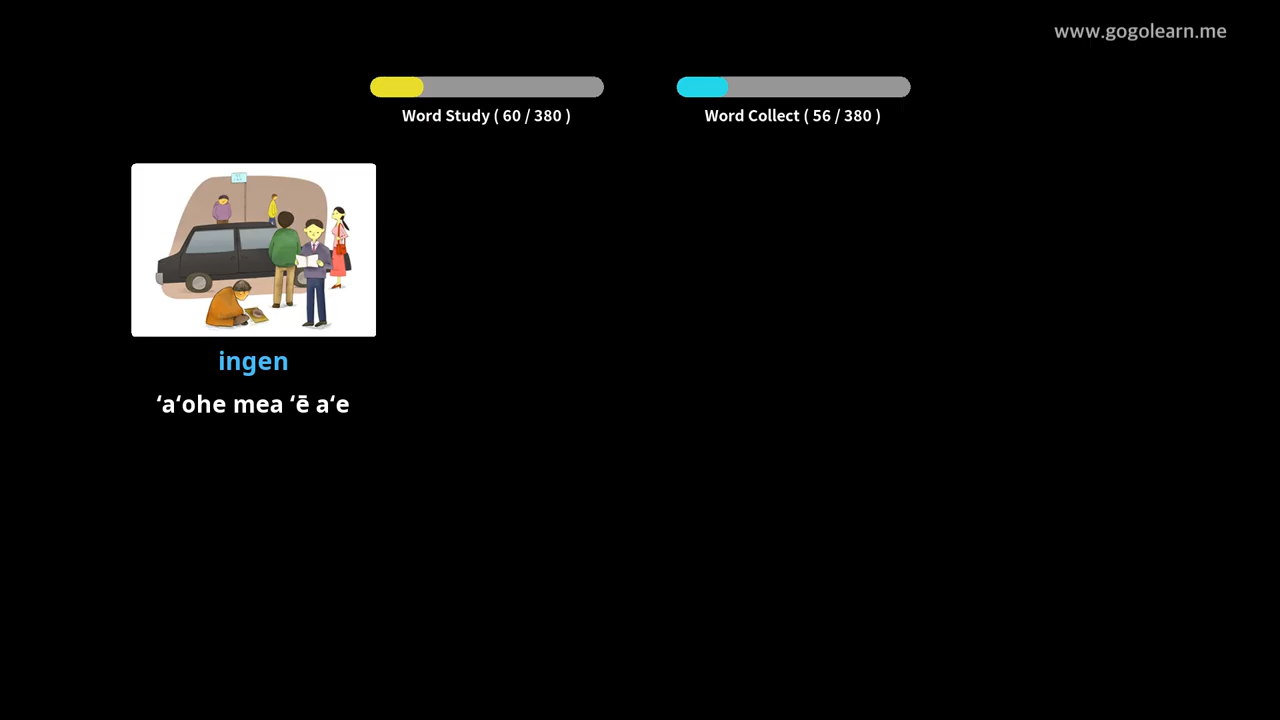 www.gogolearn.me
Word Study ( 60 / 380 )
Word Collect ( 56 / 380 )
ingen
ʻaʻohe mea ʻē aʻe